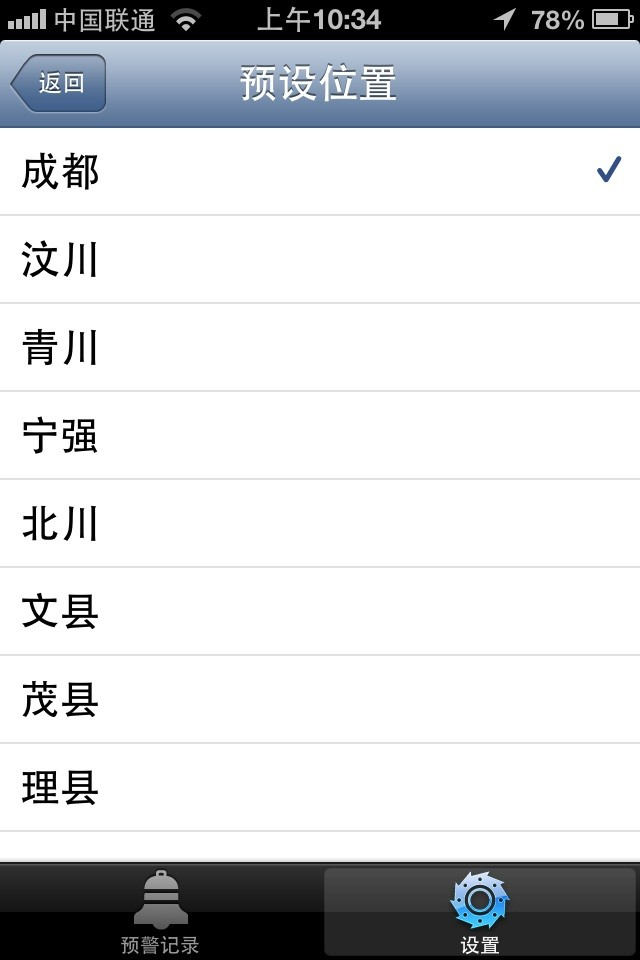 中国联通 上午10:34 78%
返回 预设位置
成都
汶川
青川
宁强
北川
文县
茂县
理县
预警记录 设置